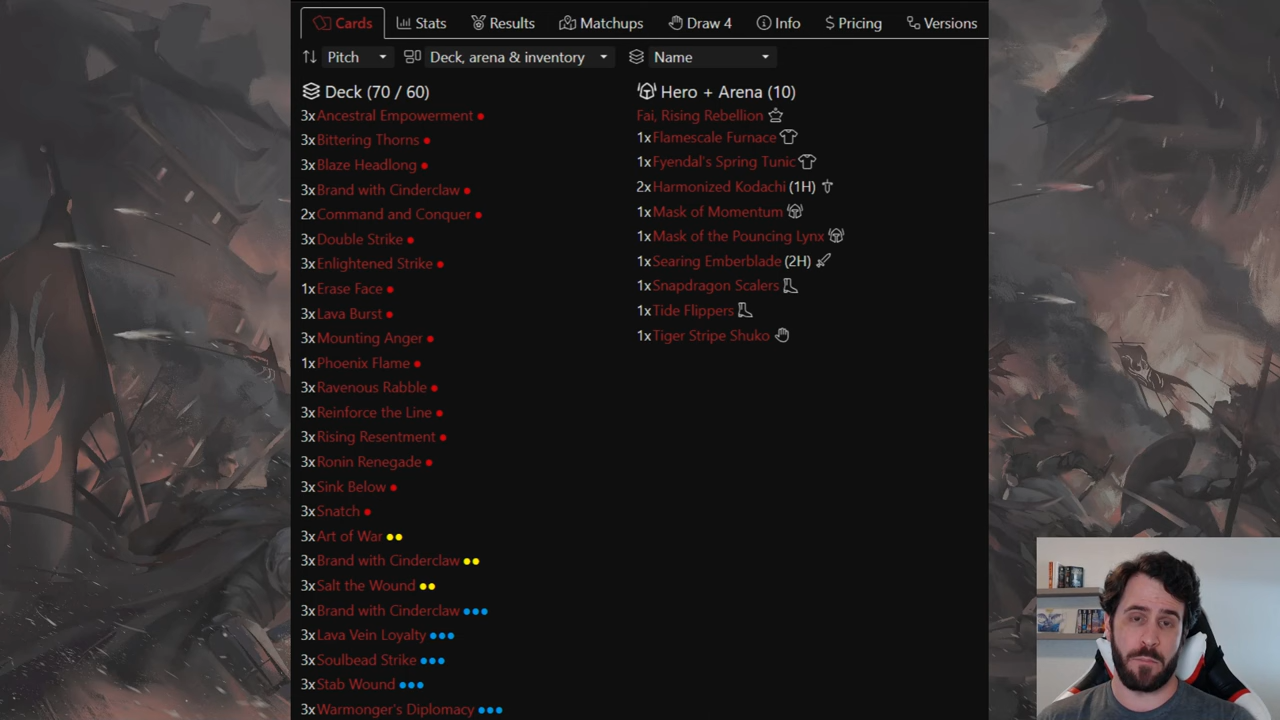 Cards Stats Results Matchups Draw 4 Info Pricing Versions
Pitch Deck, arena & inventory Name
Deck (70 / 60)
3x Ancestral Empowerment
3x Bittering Thorns
3x Blaze Headlong
3x Brand with Cinderclaw
2x Command and Conquer
3x Double Strike
3x Enlightened Strike
1x Erase Face
3x Lava Burst
3x Mounting Anger
1x Phoenix Flame
3x Ravenous Rabble
3x Reinforce the Line
3x Rising Resentment
3x Ronin Renegade
3x Sink Below
3x Snatch
3x Art of War
3x Brand with Cinderclaw
3x Salt the Wound
3x Brand with Cinderclaw
3x Lava Vein Loyalty
3x Soulbead Strike
3x Stab Wound
3x Warmonger's Diplomacy
Hero + Arena (10)
Fai, Rising Rebellion
1x Flamescale Furnace
1x Fyendal's Spring Tunic
2x Harmonized Kodachi (1H)
1x Mask of Momentum
1x Mask of the Pouncing Lynx
1x Searing Emberblade (2H)
1x Snapdragon Scalers
1x Tide Flippers
1x Tiger Stripe Shuko